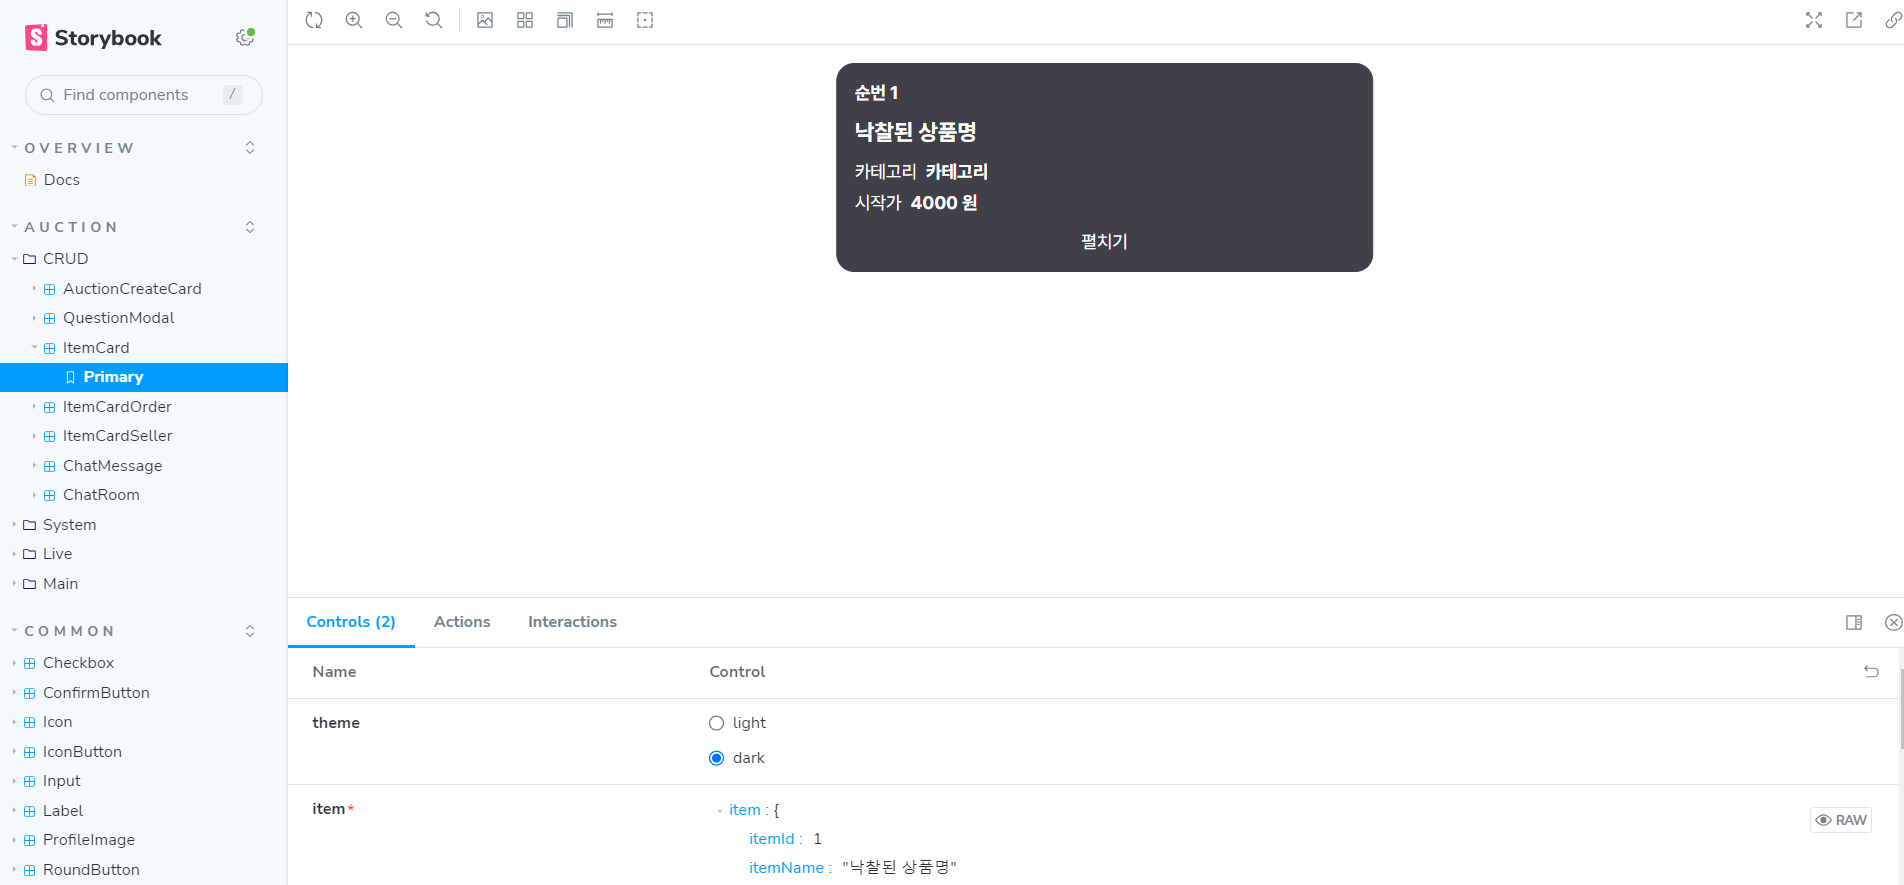 Storybook
Find components /
OVERVIEW
Docs
AUCTION
CRUD
AuctionCreateCard
QuestionModal
ItemCard
Primary
ItemCardOrder
ItemCardSeller
ChatMessage
ChatRoom
System
Live
Main
COMMON
Checkbox
ConfirmButton
Icon
IconButton
Input
Label
ProfileImage
RoundButton
순번 1
낙찰된 상품명
카테고리 카테고리
시작가 4000 원
펼치기
Controls (2) Actions Interactions
Name Control
theme light
dark
item* item : {
RAW
itemId : 1
itemName : "낙찰된 상품명"